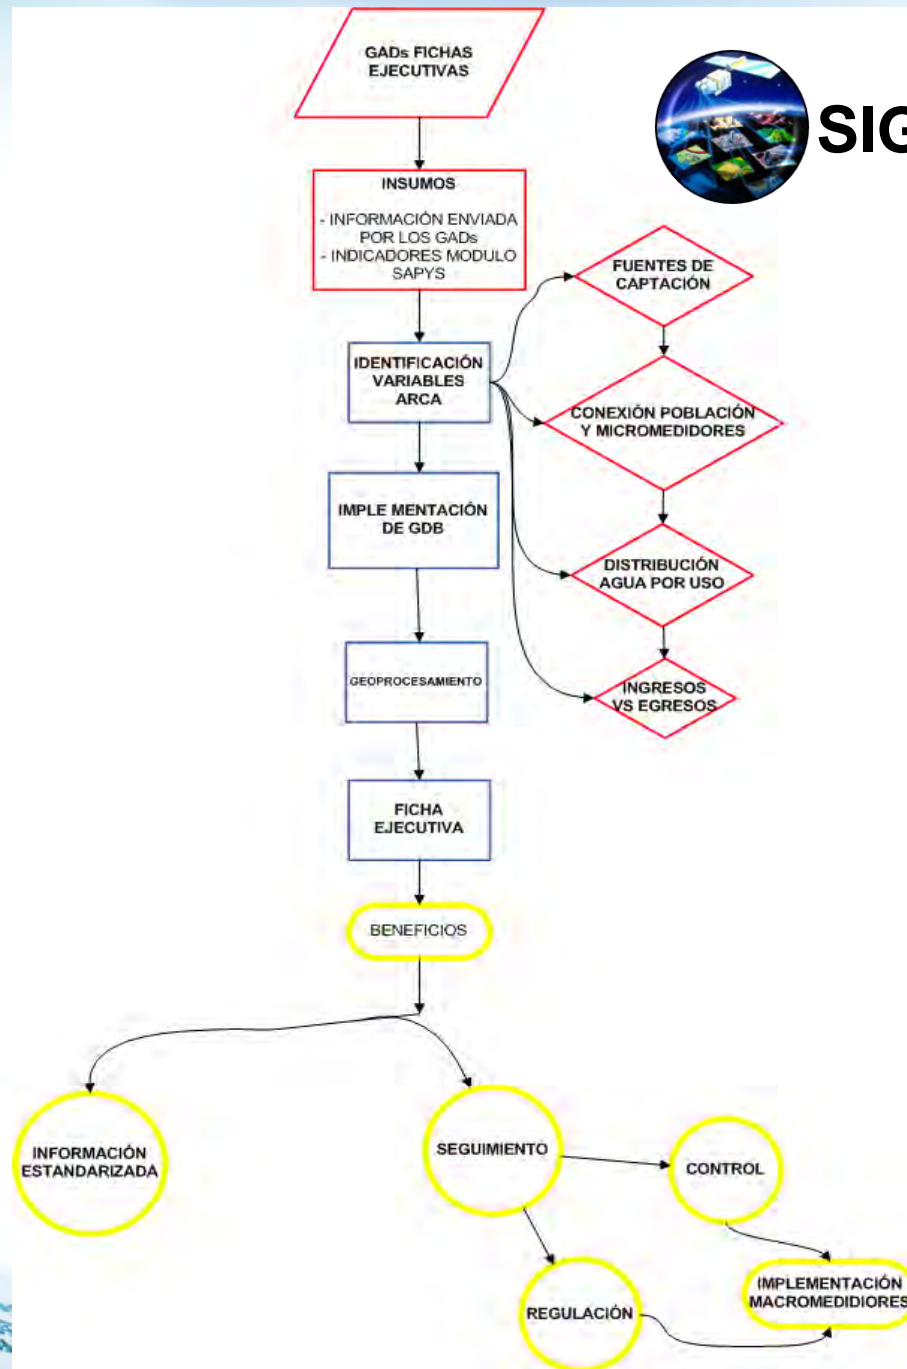 GADs FICHAS
EJECUTIVAS
SIG
INSUMOS
- INFORMACIÓN ENVIADA
POR LOS GADs
- INDICADORES MODULO
SAPYS
FUENTES DE
CAPTACIÓN
IDENTIFICACIÓN
VARIABLES
ARCA
CONEXIÓN POBLACIÓN
Y MICROMEDIDORES
IMPLE MENTACIÓN
DE GDB
DISTRIBUCIÓN
AGUA POR USO
GEOPROCESAMIENTO
INGRESOS
VS EGRESOS
FICHA
EJECUTIVA
BENEFICIOS
INFORMACIÓN
ESTANDARIZADA
SEGUIMIENTO
CONTROL
REGULACIÓN
IMPLEMENTACIÓN
MACROMEDIDIORES